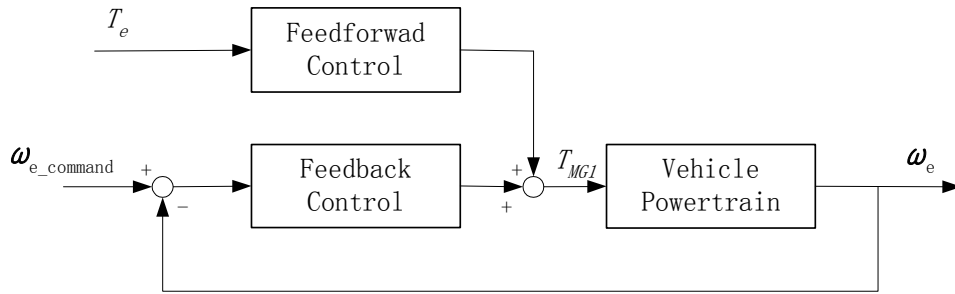 T_e
Feedforwad
Control
ω_e_command
+
−
Feedback
Control
+
+
T_MG1
Vehicle
Powertrain
ω_e